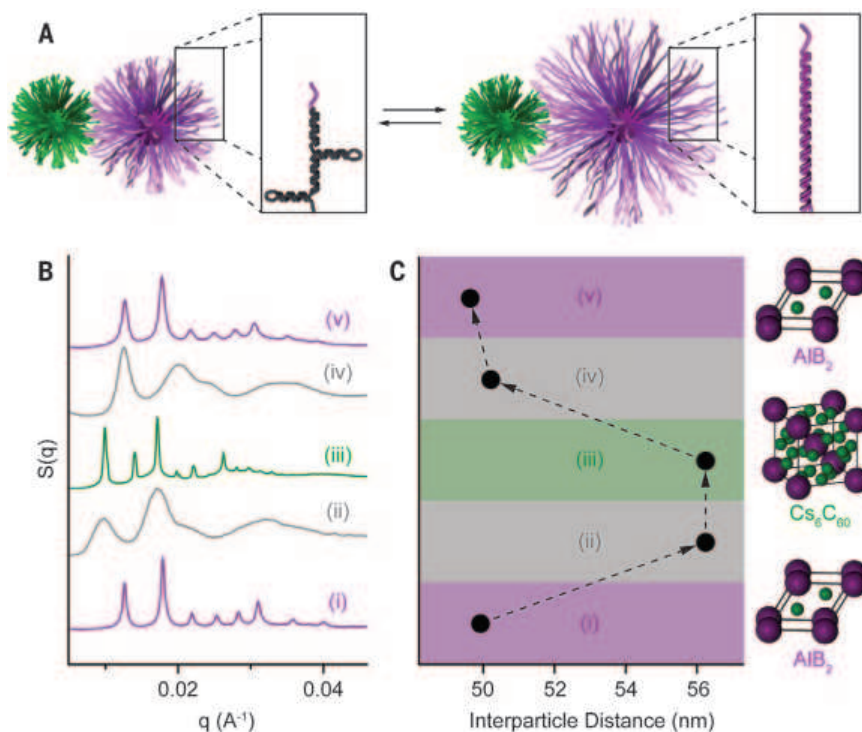 A
B
C
(v)
(iv)
(iii)
(ii)
(i)
S(q)
0.02
0.04
q (A⁻¹)
(v)
(iv)
(iii)
(ii)
(i)
50
52
54
56
Interparticle Distance (nm)
AlB₂
Cs₆C₆₀
AlB₂